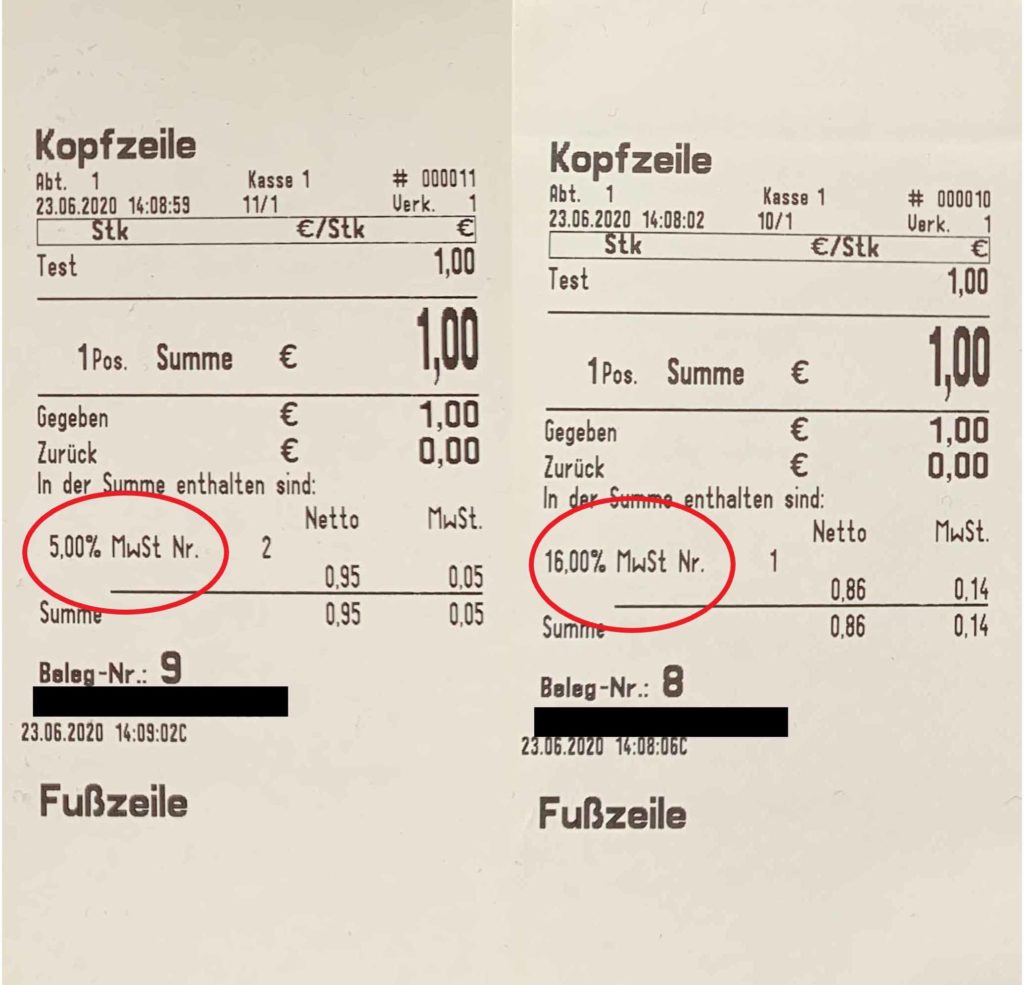 Kopfzeile
Abt. 1 Kasse 1 # 000011
23.06.2020 14:08:59 11/1 Verk. 1
Stk €/Stk €
Test 1,00
1Pos. Summe € 1,00
Gegeben € 1,00
Zurück € 0,00
In der Summe enthalten sind:
Netto MwSt.
5,00% MwSt Nr. 2
0,95 0,05
Summe 0,95 0,05
Beleg-Nr.: 9
23.06.2020 14:09:02C
Fußzeile
Kopfzeile
Abt. 1 Kasse 1 # 000010
23.06.2020 14:08:02 10/1 Verk. 1
Stk €/Stk €
Test 1,00
1Pos. Summe € 1,00
Gegeben € 1,00
Zurück € 0,00
In der Summe enthalten sind:
Netto MwSt.
16,00% MwSt Nr. 1
0,86 0,14
Summe 0,86 0,14
Beleg-Nr.: 8
23.06.2020 14:08:06C
Fußzeile